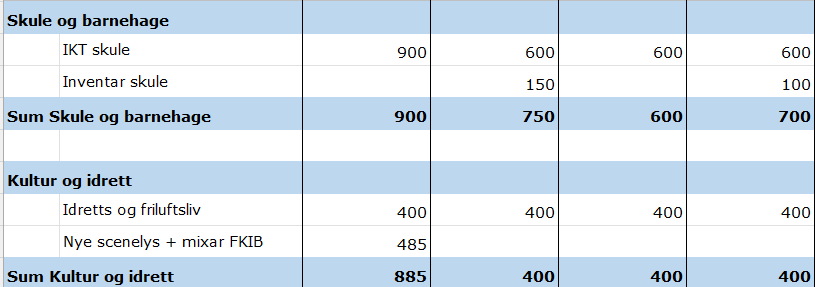 Skule og barnehage
IKT skule 900 600 600 600
Inventar skule 150 100
Sum Skule og barnehage 900 750 600 700
Kultur og idrett
Idretts og friluftsliv 400 400 400 400
Nye scenelys + mixar FKIB 485
Sum Kultur og idrett 885 400 400 400